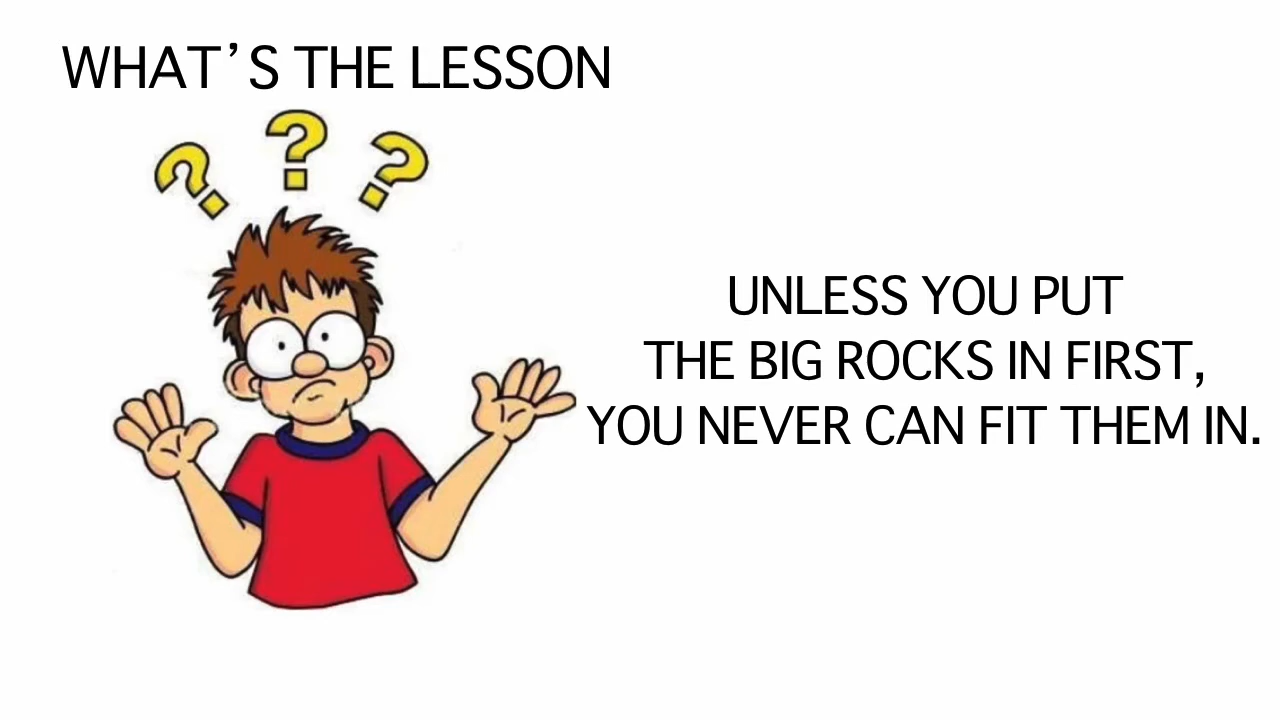 WHAT’S THE LESSON
? ? ?
UNLESS YOU PUT
THE BIG ROCKS IN FIRST,
YOU NEVER CAN FIT THEM IN.